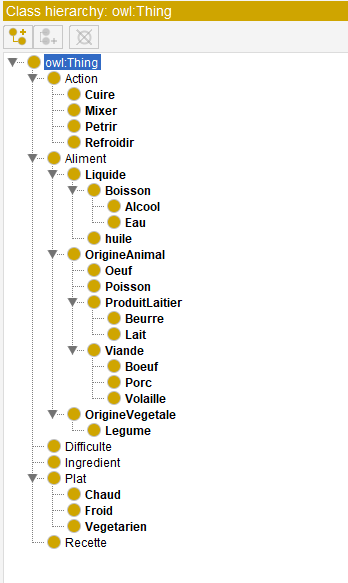 Class hierarchy: owl:Thing
owl:Thing
Action
Cuire
Mixer
Petrir
Refroidir
Aliment
Liquide
Boisson
Alcool
Eau
huile
OrigineAnimal
Oeuf
Poisson
ProduitLaitier
Beurre
Lait
Viande
Boeuf
Porc
Volaille
OrigineVegetale
Legume
Difficulte
Ingredient
Plat
Chaud
Froid
Vegetarien
Recette